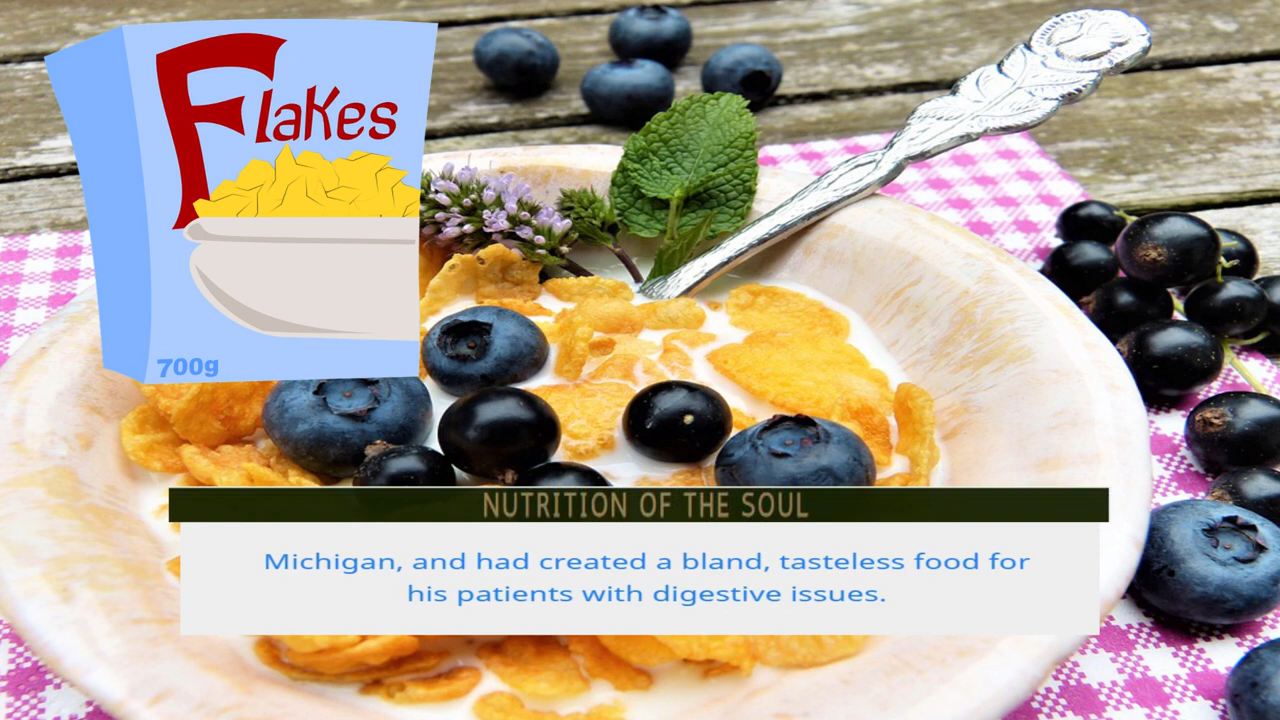 Flakes
700g
NUTRITION OF THE SOUL
Michigan, and had created a bland, tasteless food for
his patients with digestive issues.